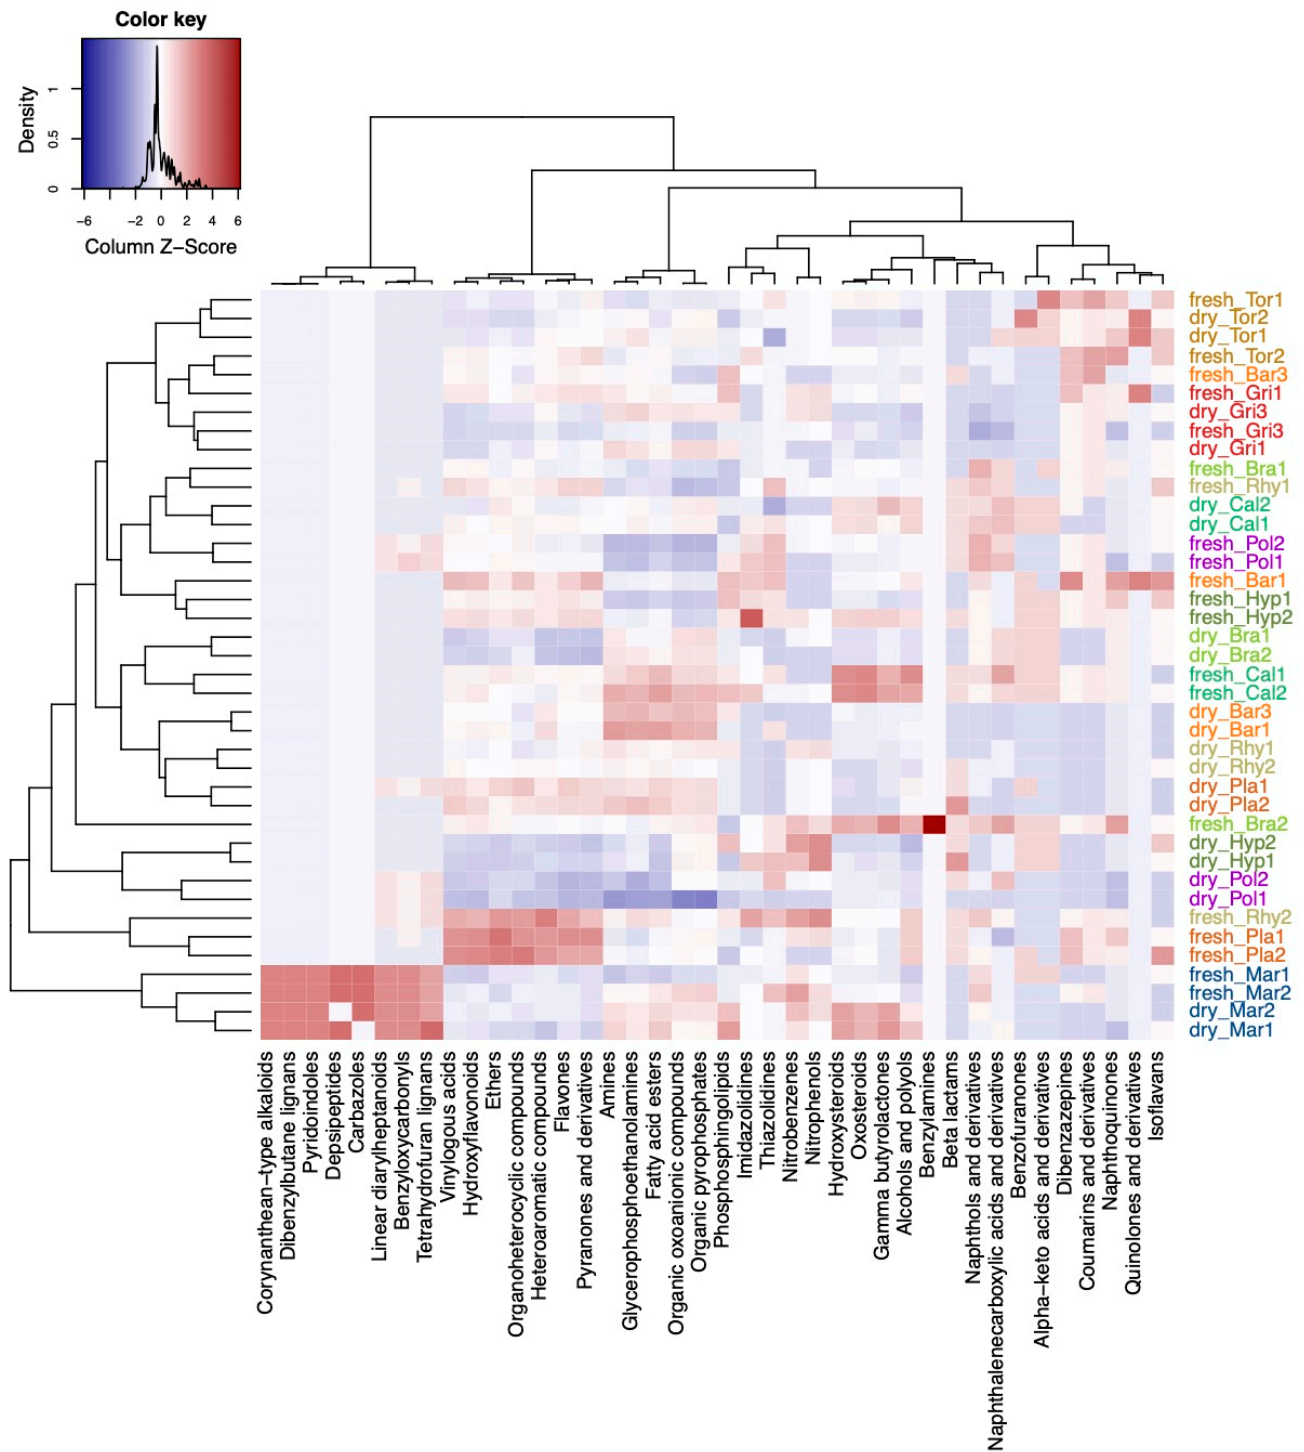 Color key
Density
0
0.5
1
−6
−2
0
2
4
6
Column Z−Score
fresh_Tor1
dry_Tor2
dry_Tor1
fresh_Tor2
fresh_Bar3
fresh_Gri1
dry_Gri3
fresh_Gri3
dry_Gri1
fresh_Bra1
fresh_Rhy1
dry_Cal2
dry_Cal1
fresh_Pol2
fresh_Pol1
fresh_Bar1
fresh_Hyp1
fresh_Hyp2
dry_Bra1
dry_Bra2
fresh_Cal1
fresh_Cal2
dry_Bar3
dry_Bar1
dry_Rhy1
dry_Rhy2
dry_Pla1
dry_Pla2
fresh_Bra2
dry_Hyp2
dry_Hyp1
dry_Pol2
dry_Pol1
fresh_Rhy2
fresh_Pla1
fresh_Pla2
fresh_Mar1
fresh_Mar2
dry_Mar2
dry_Mar1
Corynanthean−type alkaloids
Dibenzylbutane lignans
Pyridoindoles
Depsipeptides
Carbazoles
Linear diarylheptanoids
Benzyloxycarbonyls
Tetrahydrofuran lignans
Vinylogous acids
Hydroxyflavonoids
Ethers
Organoheterocyclic compounds
Heteroaromatic compounds
Flavones
Pyranones and derivatives
Amines
Glycerophosphoethanolamines
Fatty acid esters
Organic oxoanionic compounds
Organic pyrophosphates
Phosphosphingolipids
Imidazolidines
Thiazolidines
Nitrobenzenes
Nitrophenols
Hydroxysteroids
Oxosteroids
Gamma butyrolactones
Alcohols and polyols
Benzylamines
Beta lactams
Naphthols and derivatives
Naphthalenecarboxylic acids and derivatives
Benzofuranones
Alpha−keto acids and derivatives
Dibenzazepines
Coumarins and derivatives
Naphthoquinones
Quinolones and derivatives
Isoflavans